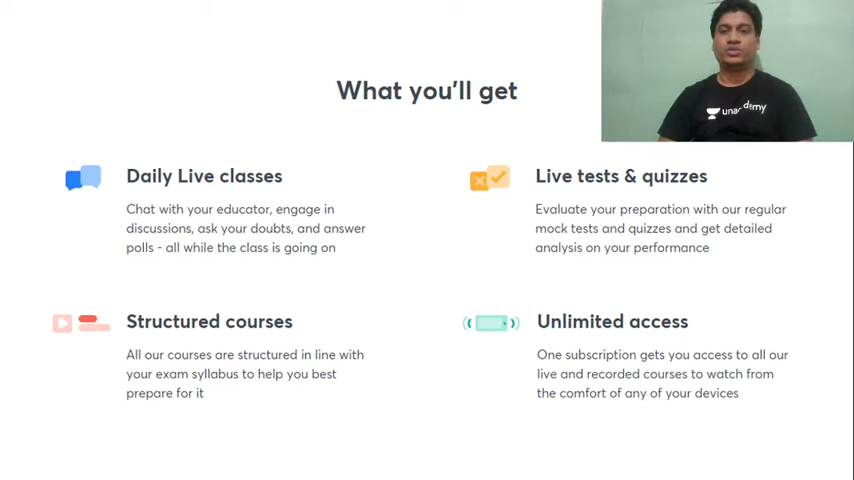 What you'll get
unacademy
Daily Live classes
Chat with your educator, engage in
discussions, ask your doubts, and answer
polls - all while the class is going on
Live tests & quizzes
Evaluate your preparation with our regular
mock tests and quizzes and get detailed
analysis on your performance
Structured courses
All our courses are structured in line with
your exam syllabus to help you best
prepare for it
Unlimited access
One subscription gets you access to all our
live and recorded courses to watch from
the comfort of any of your devices